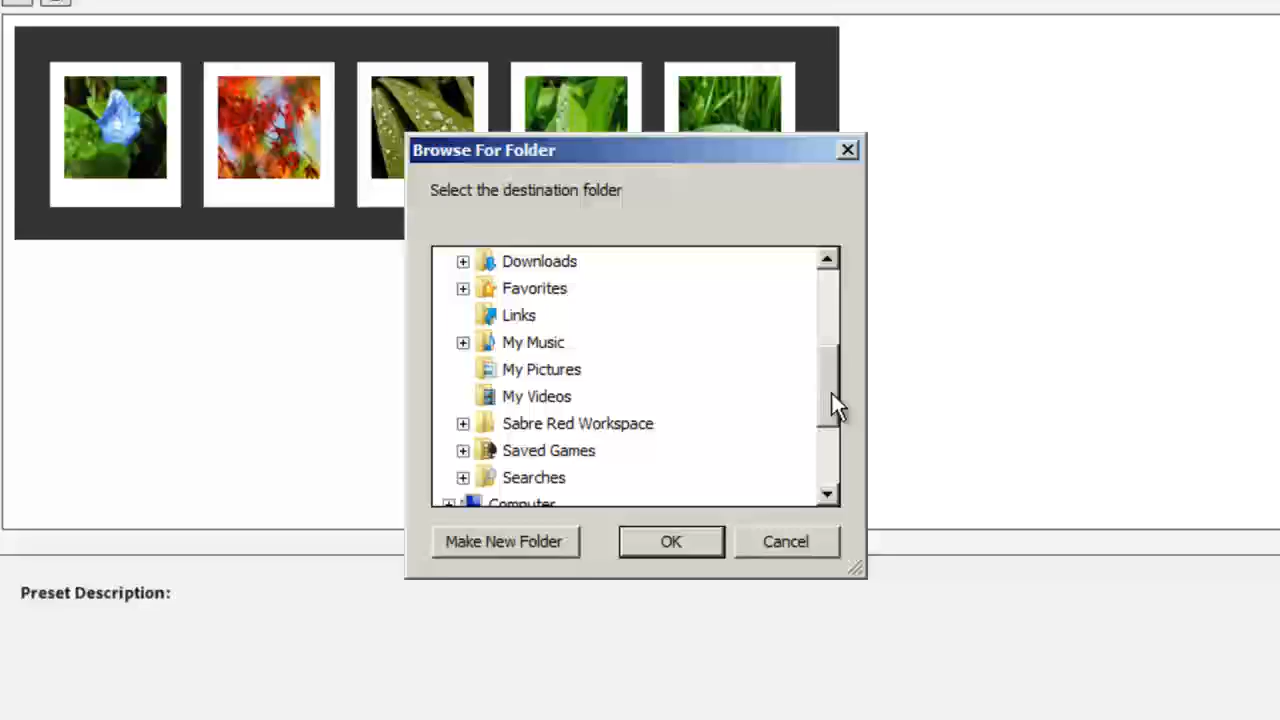 Browse For Folder
Select the destination folder
Downloads
Favorites
Links
My Music
My Pictures
My Videos
Sabre Red Workspace
Saved Games
Searches
Computer
Make New Folder
OK
Cancel
Preset Description: